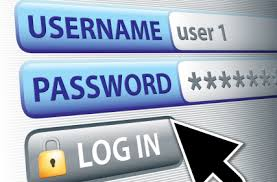 USERNAME user 1
PASSWORD *******
LOG IN